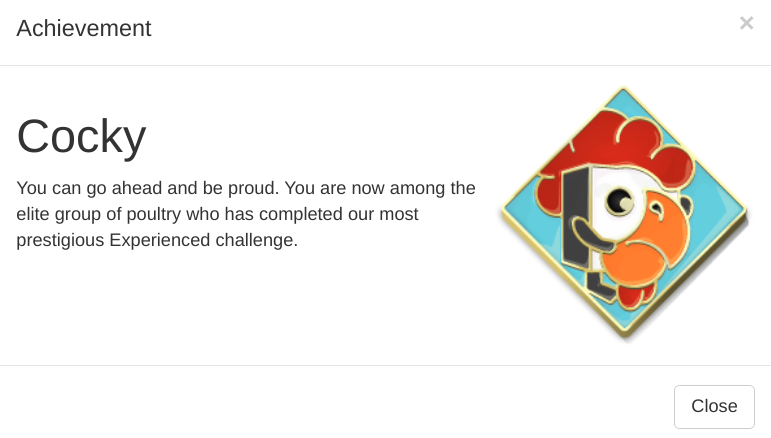 Achievement
×
Cocky
You can go ahead and be proud. You are now among the
elite group of poultry who has completed our most
prestigious Experienced challenge.
Close